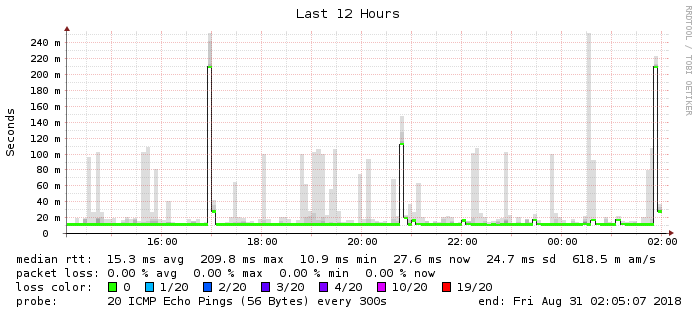 Last 12 Hours
RRDTOOL / TOBI OETIKER
Seconds
240 m
220 m
200 m
180 m
160 m
140 m
120 m
100 m
80 m
60 m
40 m
20 m
0
16:00 18:00 20:00 22:00 00:00 02:00
median rtt: 15.3 ms avg 209.8 ms max 10.9 ms min 27.6 ms now 24.7 ms sd 618.5 m am/s
packet loss: 0.00 % avg 0.00 % max 0.00 % min 0.00 % now
loss color: 0 1/20 2/20 3/20 4/20 10/20 19/20
probe: 20 ICMP Echo Pings (56 Bytes) every 300s end: Fri Aug 31 02:05:07 2018